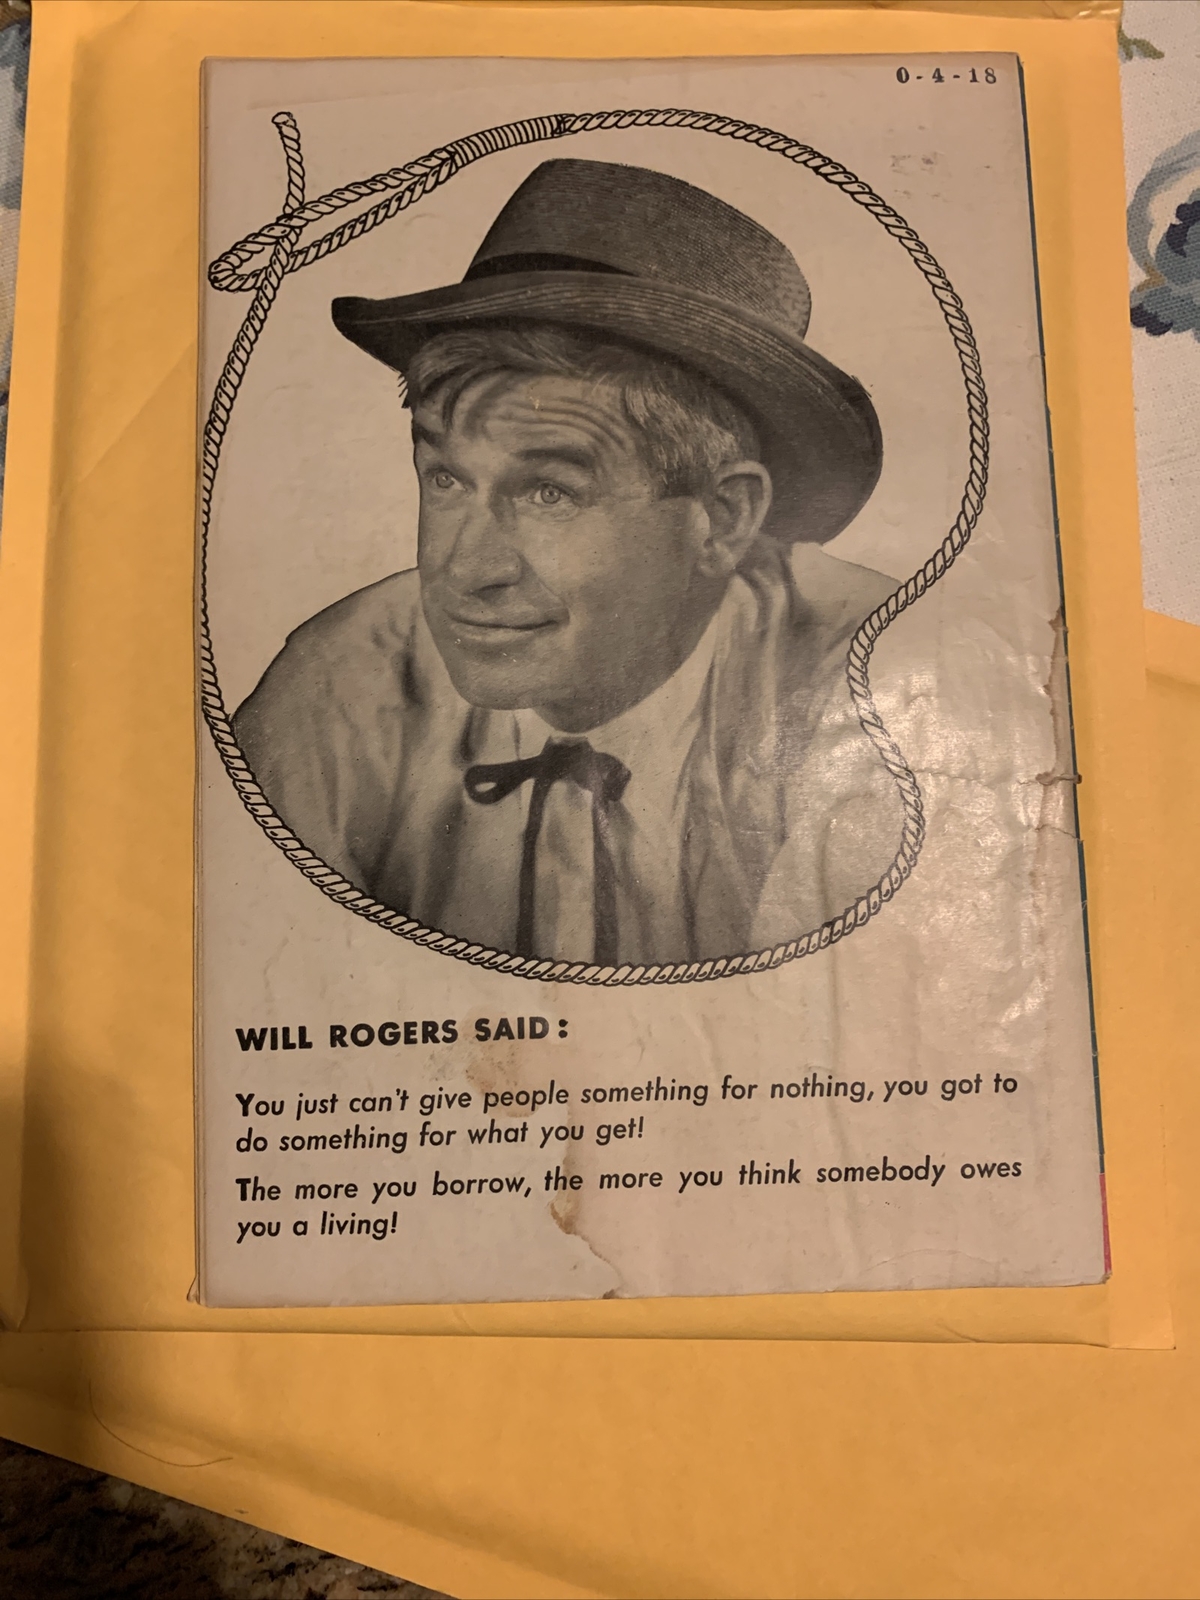 0-4-18
WILL ROGERS SAID:
You just can't give people something for nothing, you got to
do something for what you get!
The more you borrow, the more you think somebody owes
you a living!